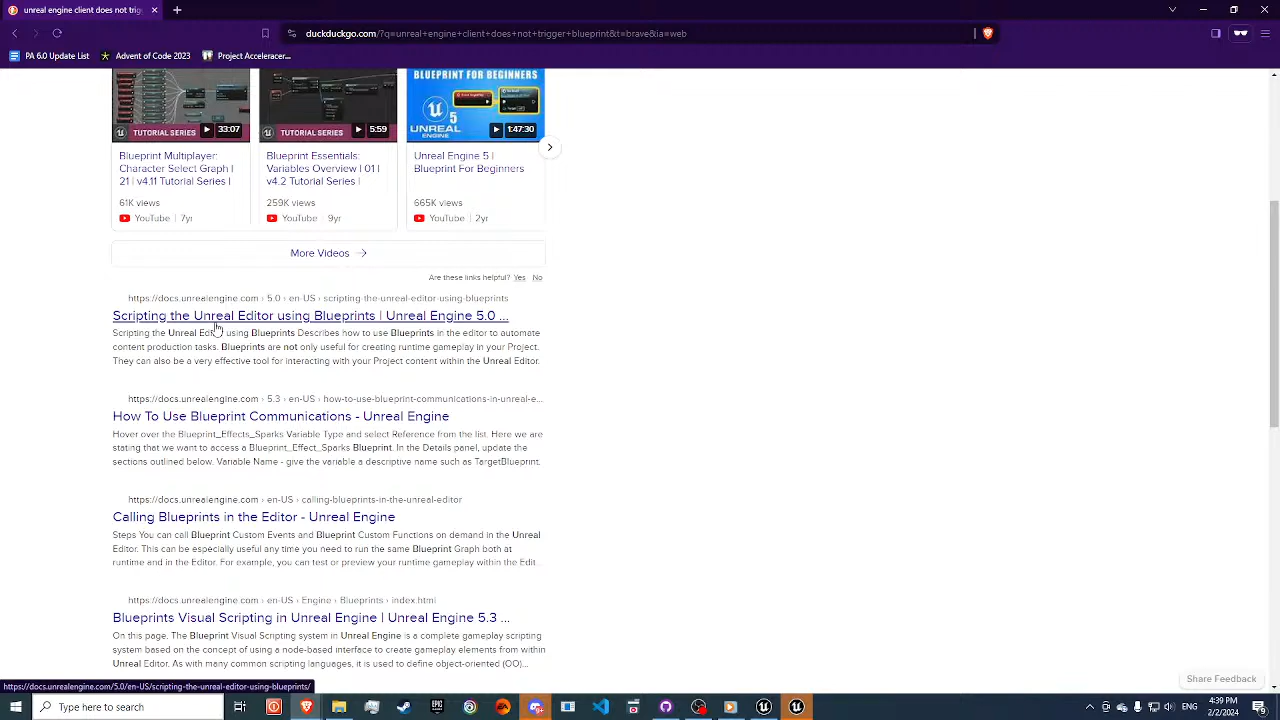 unreal engine client does not trig
duckduckgo.com/?q=unreal+engine+client+does+not+trigger+blueprint&t=brave&ia=web
PA 6.0 Update List
Advent of Code 2023
Project Accelerac...
TUTORIAL SERIES
33:07
TUTORIAL SERIES
5:59
BLUEPRINT FOR BEGINNERS
5
UNREAL
ENGINE
1:47:30
Blueprint Multiplayer:
Character Select Graph |
21 | v4.11 Tutorial Series |
61K views
YouTube | 7yr
Blueprint Essentials:
Variables Overview | 01 |
v4.2 Tutorial Series |
259K views
YouTube | 9yr
Unreal Engine 5 |
Blueprint For Beginners
665K views
YouTube | 2yr
More Videos
Are these links helpful? Yes No
https://docs.unrealengine.com › 5.0 › en-US › scripting-the-unreal-editor-using-blueprints
Scripting the Unreal Editor using Blueprints | Unreal Engine 5.0 ...
Scripting the Unreal Editor using Blueprints Describes how to use Blueprints in the editor to automate
content production tasks. Blueprints are not only useful for creating runtime gameplay in your Project.
They can also be a very effective tool for interacting with your Project content within the Unreal Editor.
https://docs.unrealengine.com › 5.3 › en-US › how-to-use-blueprint-communications-in-unreal-e...
How To Use Blueprint Communications - Unreal Engine
Hover over the Blueprint_Effects_Sparks Variable Type and select Reference from the list. Here we are
stating that we want to access a Blueprint_Effect_Sparks Blueprint. In the Details panel, update the
sections outlined below. Variable Name - give the variable a descriptive name such as TargetBlueprint.
https://docs.unrealengine.com › en-US › calling-blueprints-in-the-unreal-editor
Calling Blueprints in the Editor - Unreal Engine
Steps You can call Blueprint Custom Events and Blueprint Custom Functions on demand in the Unreal
Editor. This can be especially useful any time you need to run the same Blueprint Graph both at
runtime and in the Editor. For example, you can test or preview your runtime gameplay within the Edit...
https://docs.unrealengine.com › en-US › Engine › Blueprints › index.html
Blueprints Visual Scripting in Unreal Engine | Unreal Engine 5.3 ...
On this page. The Blueprint Visual Scripting system in Unreal Engine is a complete gameplay scripting
system based on the concept of using a node-based interface to create gameplay elements from within
Unreal Editor. As with many common scripting languages, it is used to define object-oriented (OO)...
Share Feedback
https://docs.unrealengine.com/5.0/en-US/scripting-the-unreal-editor-using-blueprints/
Type here to search
ENG
4:39 PM
2/2/2024